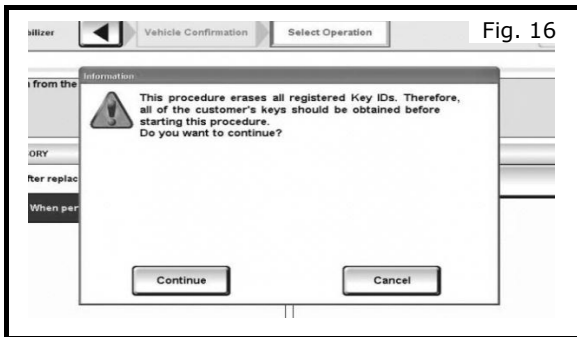 bilizer
Vehicle Confirmation
Select Operation
Fig. 16
Information
from the
This procedure erases all registered Key IDs. Therefore,
all of the customer's keys should be obtained before
starting this procedure.
Do you want to continue?
ORY
fter replac
When per
Continue
Cancel